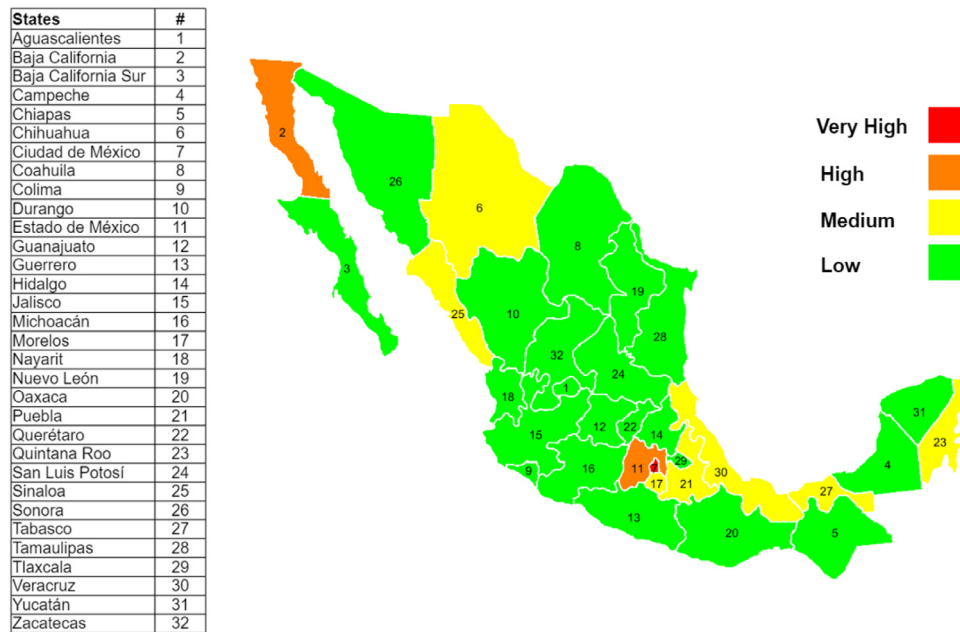 States #
Aguascalientes 1
Baja California 2
Baja California Sur 3
Campeche 4
Chiapas 5
Chihuahua 6
Ciudad de México 7
Coahuila 8
Colima 9
Durango 10
Estado de México 11
Guanajuato 12
Guerrero 13
Hidalgo 14
Jalisco 15
Michoacán 16
Morelos 17
Nayarit 18
Nuevo León 19
Oaxaca 20
Puebla 21
Querétaro 22
Quintana Roo 23
San Luis Potosí 24
Sinaloa 25
Sonora 26
Tabasco 27
Tamaulipas 28
Tlaxcala 29
Veracruz 30
Yucatán 31
Zacatecas 32
Very High
High
Medium
Low
2
26
6
8
3
19
25
10
28
32
24
1
18
31
15
12
22
14
23
29
9
16
11
7
30
4
17
21
27
13
20
5